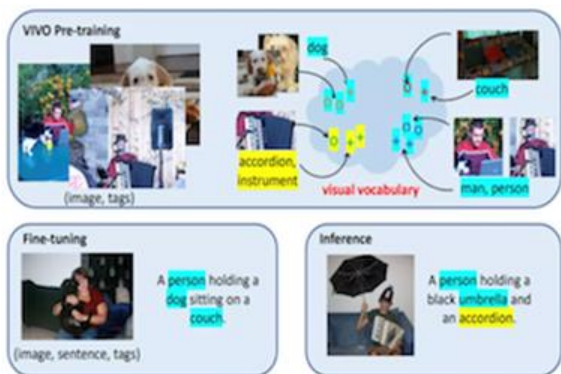 VIVO Pre-training
dog
couch
accordion,
instrument
visual vocabulary
man, person
(image, tags)
Fine-tuning
A person holding a
dog sitting on a
couch.
(image, sentence, tags)
Inference
A person holding a
black umbrella and
an accordion.